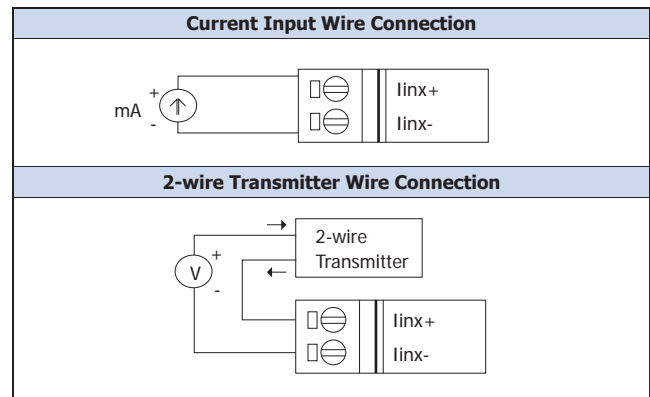 Current Input Wire Connection
+
mA
-
Iinx+
Iinx-
2-wire Transmitter Wire Connection
2-wire
Transmitter
+
V
-
Iinx+
Iinx-